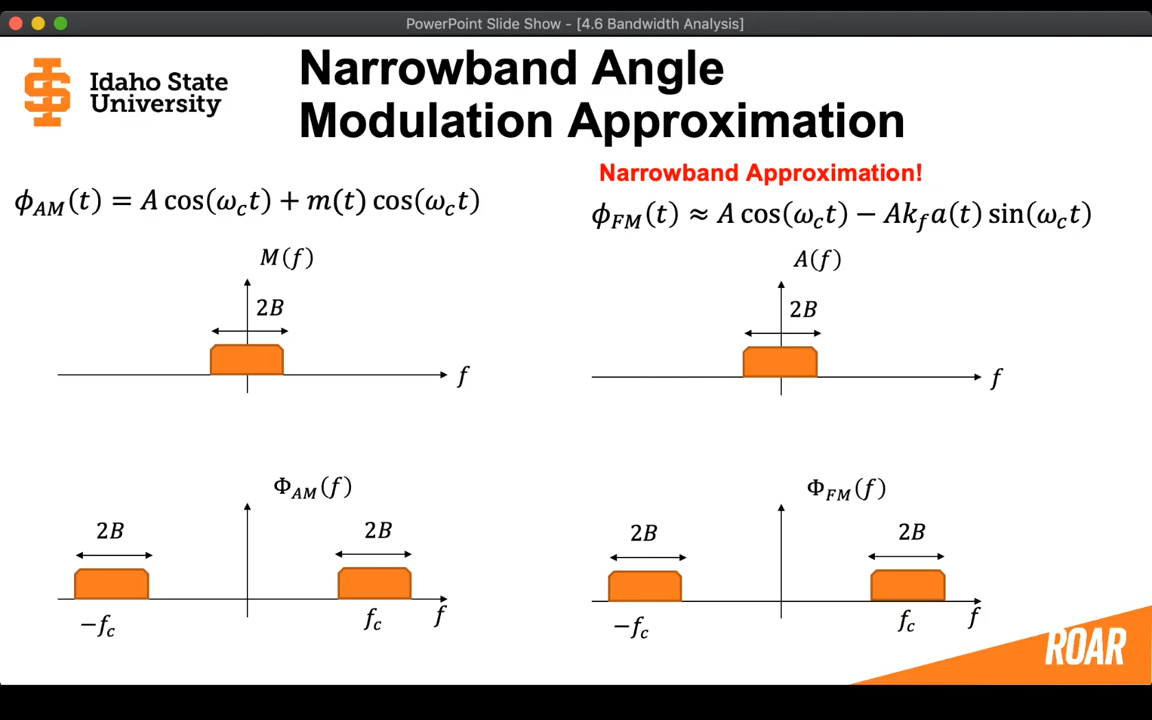 PowerPoint Slide Show - [4.6 Bandwidth Analysis]
Idaho State
University
Narrowband Angle
Modulation Approximation
Narrowband Approximation!
𝜙_AM(t) = A cos(ω_c t) + m(t) cos(ω_c t)
𝜙_FM(t) ≈ A cos(ω_c t) − Ak_f a(t) sin(ω_c t)
M(f)
2B
f
A(f)
2B
f
Φ_AM(f)
2B
2B
−f_c
f_c
f
Φ_FM(f)
2B
2B
−f_c
f_c
f
ROAR